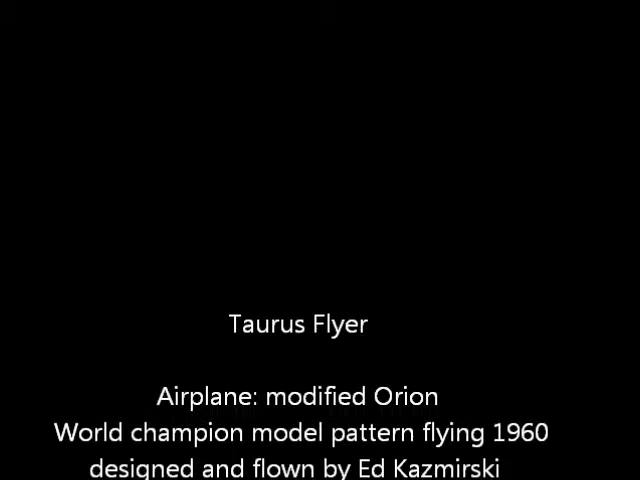 Taurus Flyer
Airplane: modified Orion
World champion model pattern flying 1960
designed and flown by Ed Kazmirski